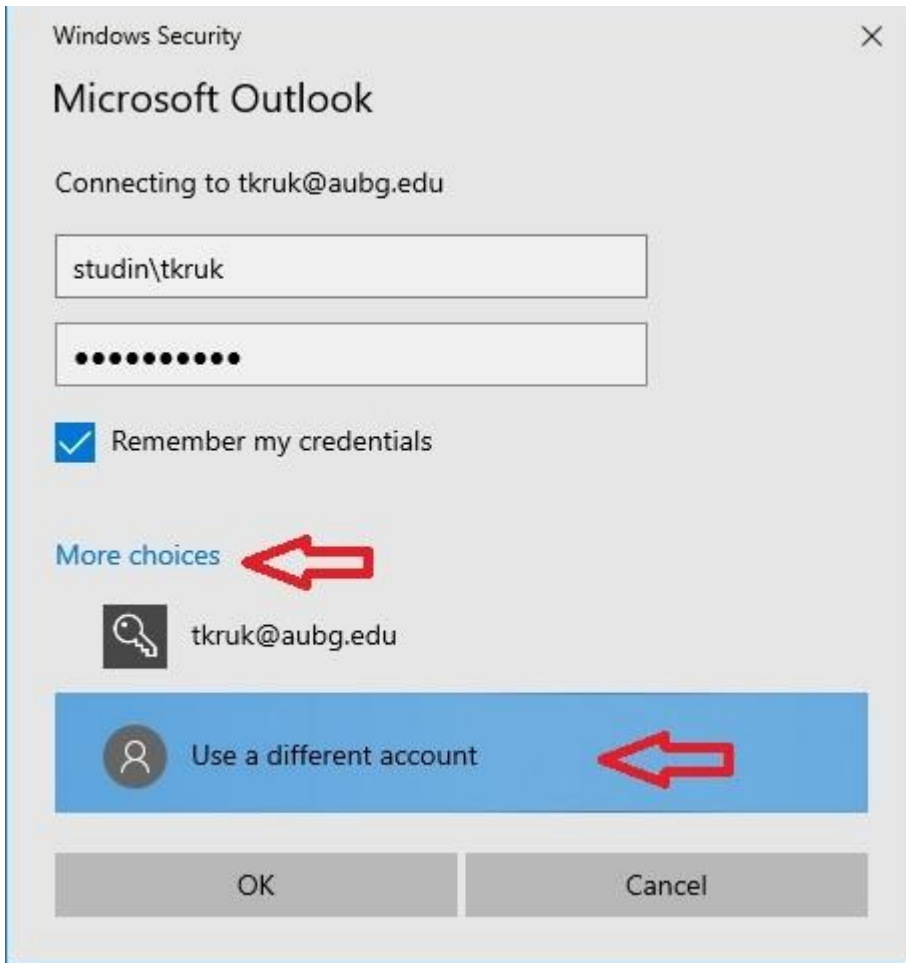 Windows Security
Microsoft Outlook
Connecting to tkruk@aubg.edu
studin\tkruk
●●●●●●●●●●
Remember my credentials
More choices
tkruk@aubg.edu
Use a different account
OK
Cancel